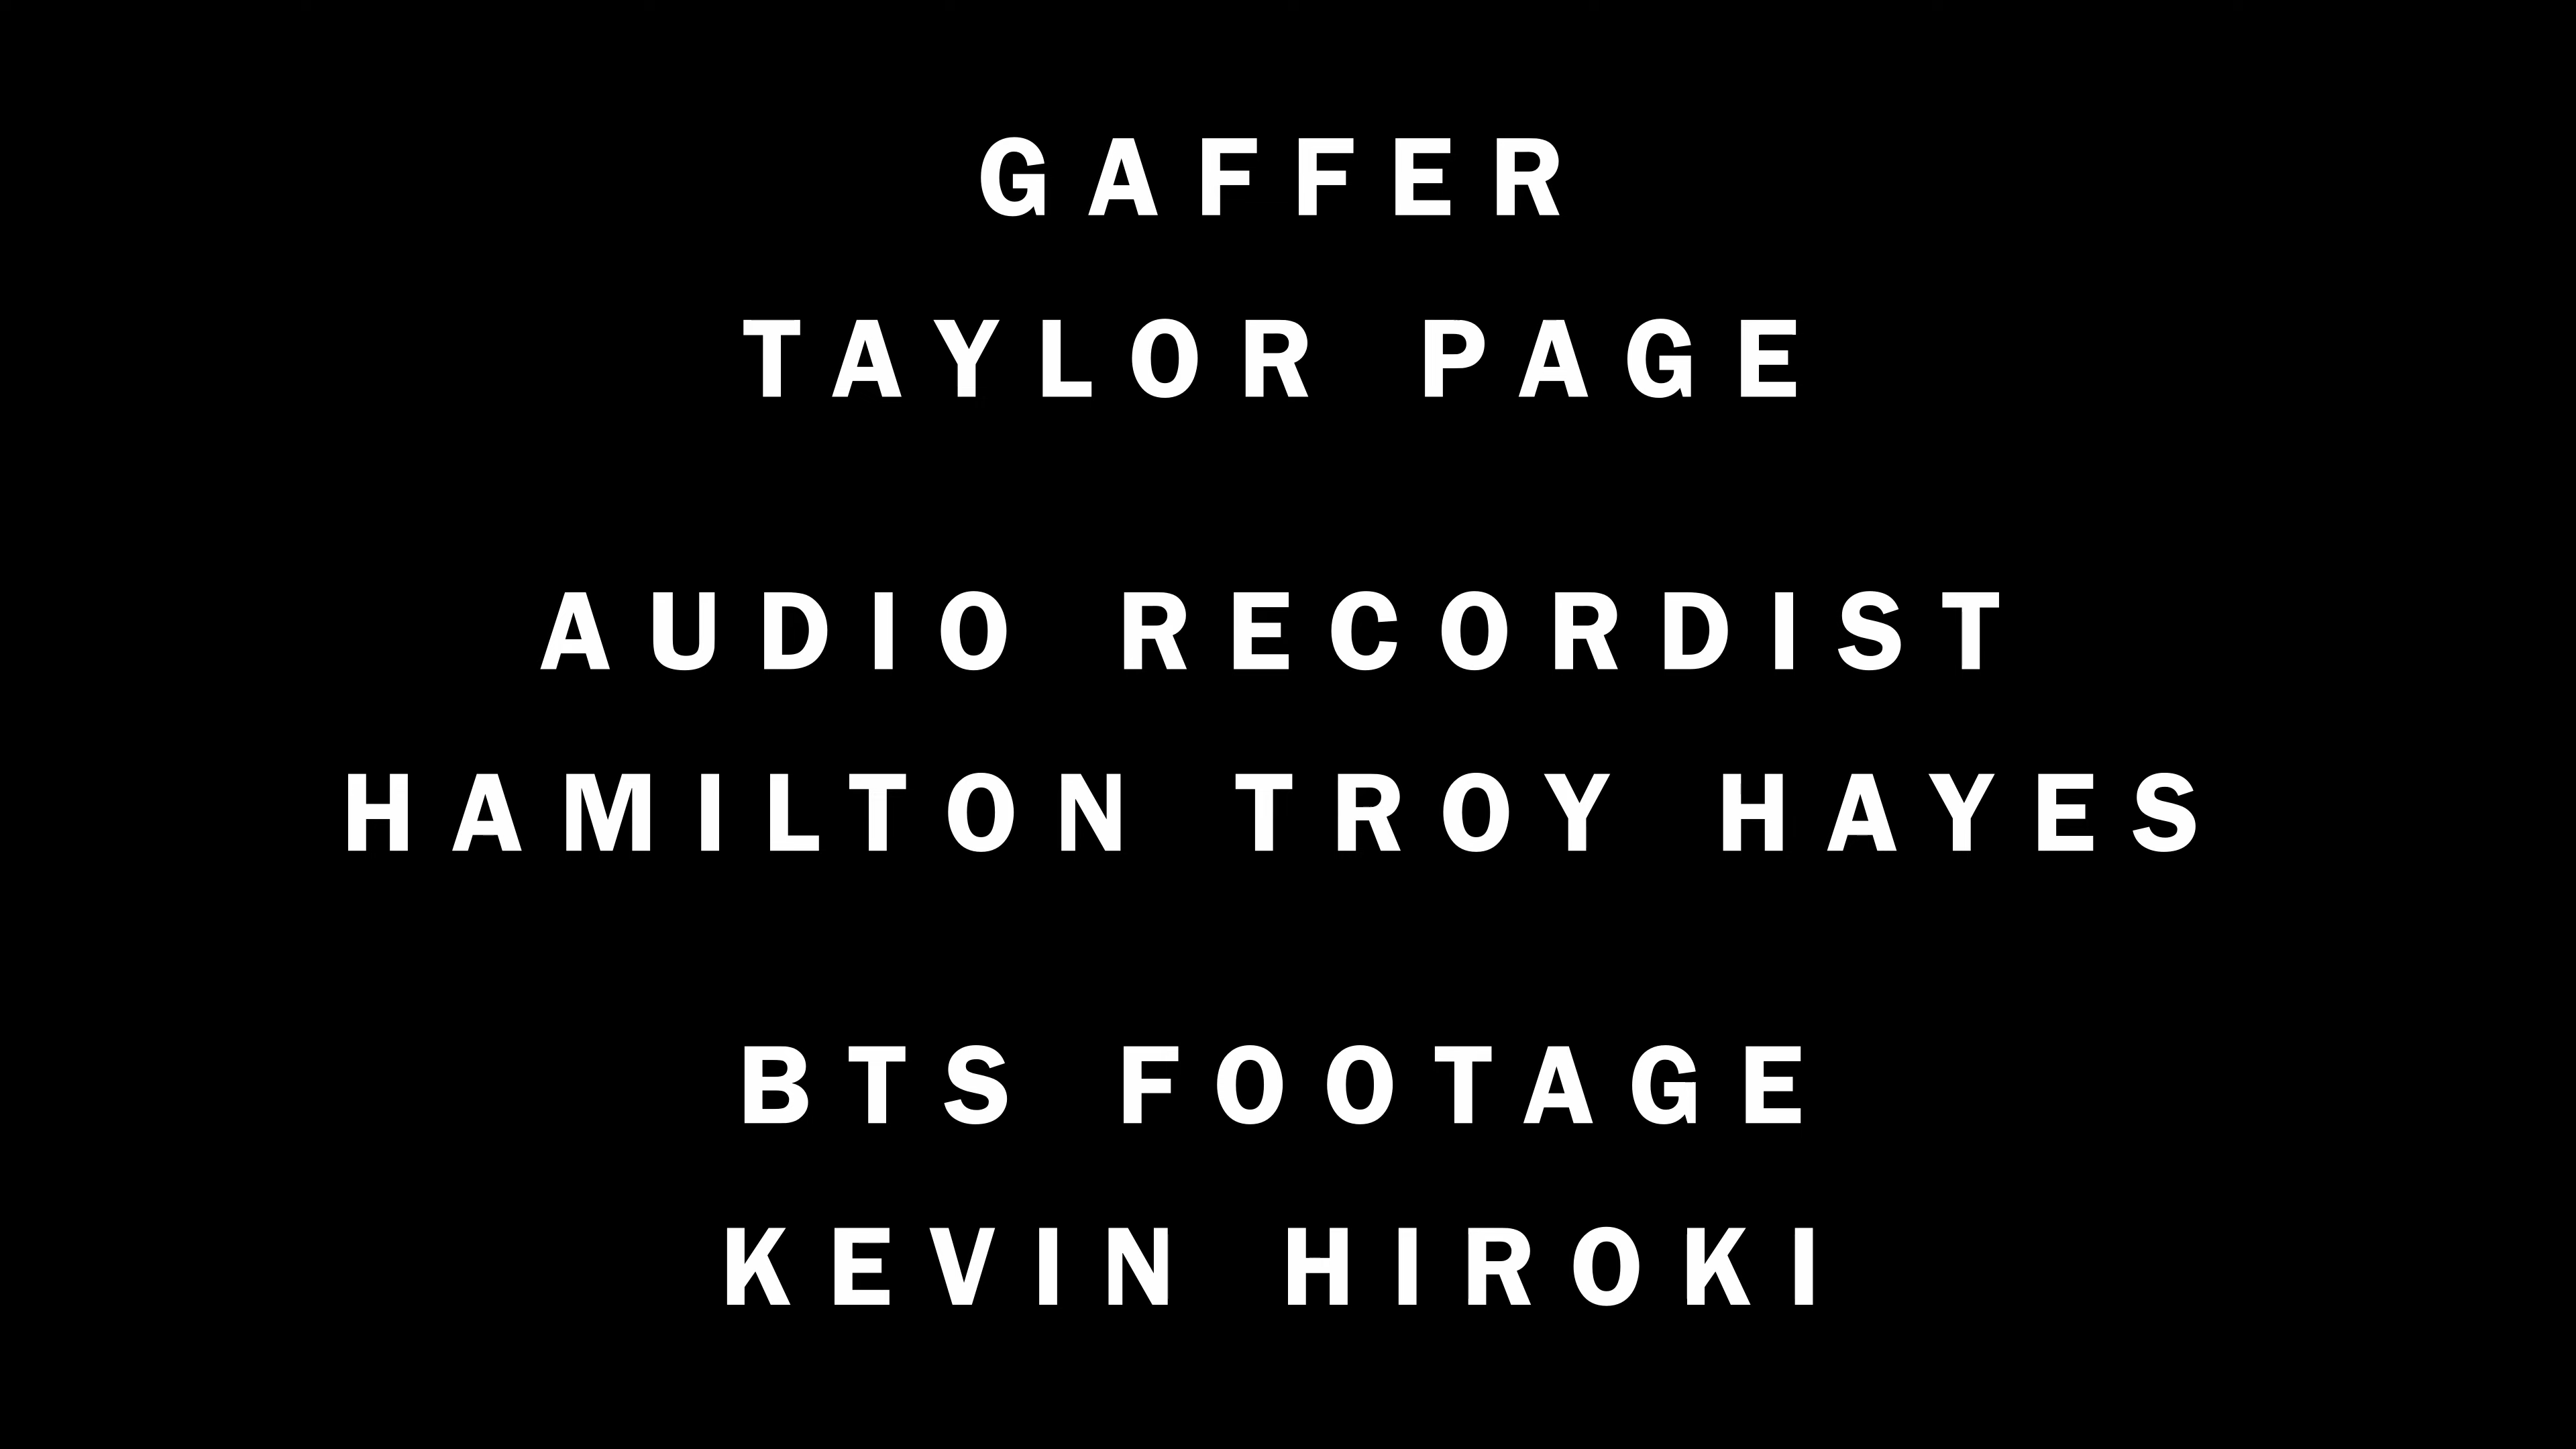 GAFFER
TAYLOR PAGE
AUDIO RECORDIST
HAMILTON TROY HAYES
BTS FOOTAGE
KEVIN HIROKI